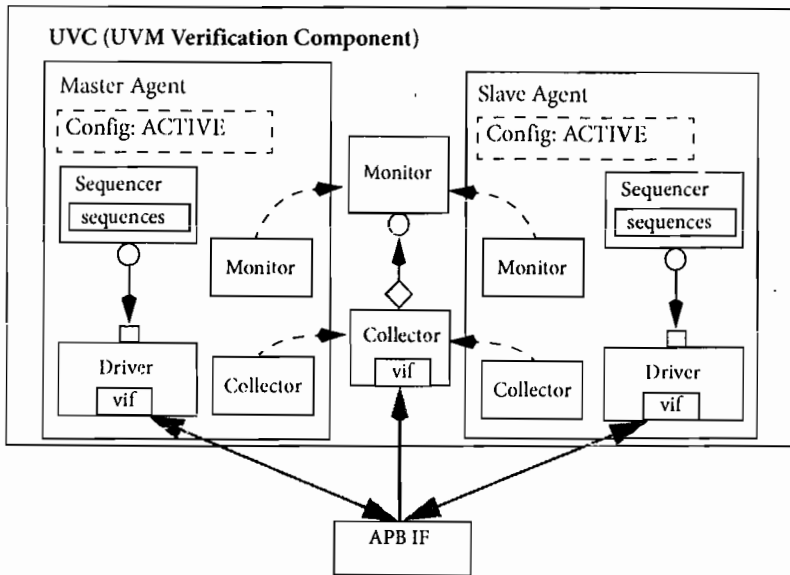 UVC (UVM Verification Component)
Master Agent
Config: ACTIVE
Sequencer
sequences
Monitor
Collector
Driver
vif
Monitor
Collector
vif
Slave Agent
Config: ACTIVE
Sequencer
sequences
Monitor
Collector
Driver
vif
APB IF